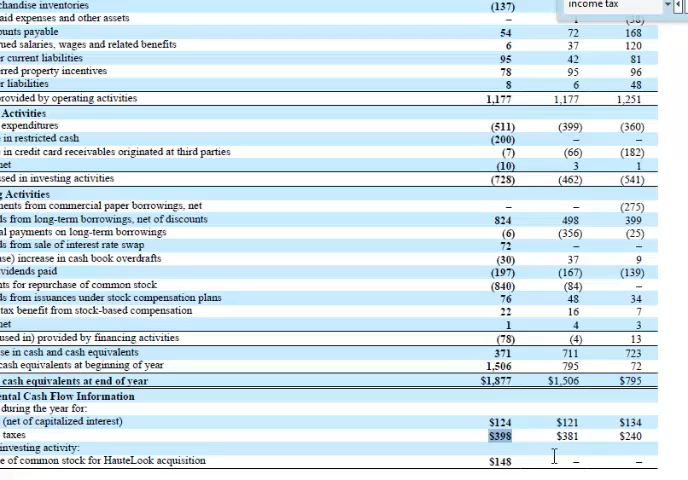 income tax
chandise inventories (137)
aid expenses and other assets – 1 (38)
ounts payable 54 72 168
ued salaries, wages and related benefits 6 37 120
r current liabilities 95 42 81
rred property incentives 78 95 96
r liabilities 8 6 48
provided by operating activities 1,177 1,177 1,251
Activities
expenditures (511) (399) (360)
e in restricted cash (200) – –
e in credit card receivables originated at third parties (7) (66) (182)
net (10) 3 1
sed in investing activities (728) (462) (541)
g Activities
ments from commercial paper borrowings, net – – (275)
ds from long-term borrowings, net of discounts 824 498 399
al payments on long-term borrowings (6) (356) (25)
ds from sale of interest rate swap 72 – –
ase) increase in cash book overdrafts (30) 37 9
vidends paid (197) (167) (139)
nts for repurchase of common stock (840) (84) –
ds from issuances under stock compensation plans 76 48 34
tax benefit from stock-based compensation 22 16 7
net 1 4 3
used in) provided by financing activities (78) (4) 13
se in cash and cash equivalents 371 711 723
cash equivalents at beginning of year 1,506 795 72
cash equivalents at end of year $1,877 $1,506 $795
ental Cash Flow Information
during the year for:
(net of capitalized interest) $124 $121 $134
taxes $398 $381 $240
investing activity:
e of common stock for HauteLook acquisition $148 – –